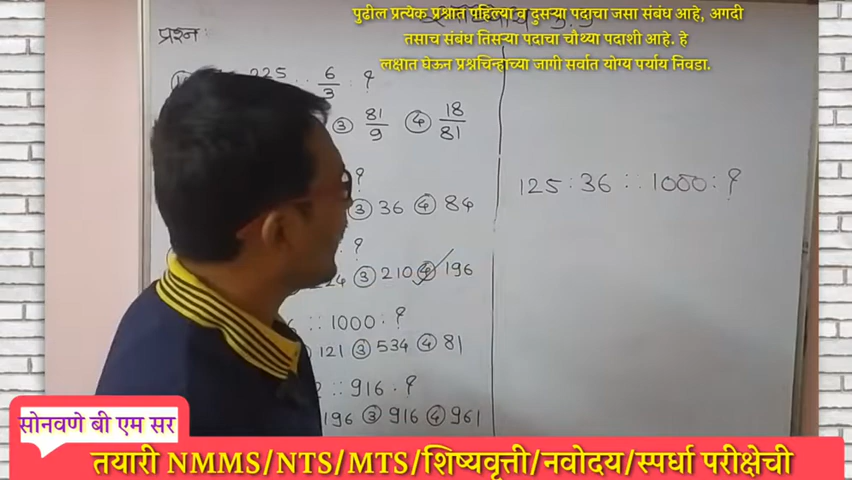 पुढील प्रत्येक प्रश्नात पहिल्या व दुसऱ्या पदाचा जसा संबंध आहे, अगदी
तसाच संबंध तिसऱ्या पदाचा चौथ्या पदाशी आहे. हे
लक्षात घेऊन प्रश्नचिन्हाच्या जागी सर्वात योग्य पर्याय निवडा.
प्रश्न:
225 :: 6/3 : ?
③ 81/9 ④ 18/81
?
③ 36 ④ 84
: ?
24 ③ 210 ④ 196
:: 1000 : ?
121 ③ 534 ④ 81
2 :: 916 : ?
196 ③ 916 ④ 961
125 : 36 :: 1000 : ?
सोनवणे बी एम सर
तयारी NMMS/NTS/MTS/शिष्यवृत्ती/नवोदय/स्पर्धा परीक्षेची